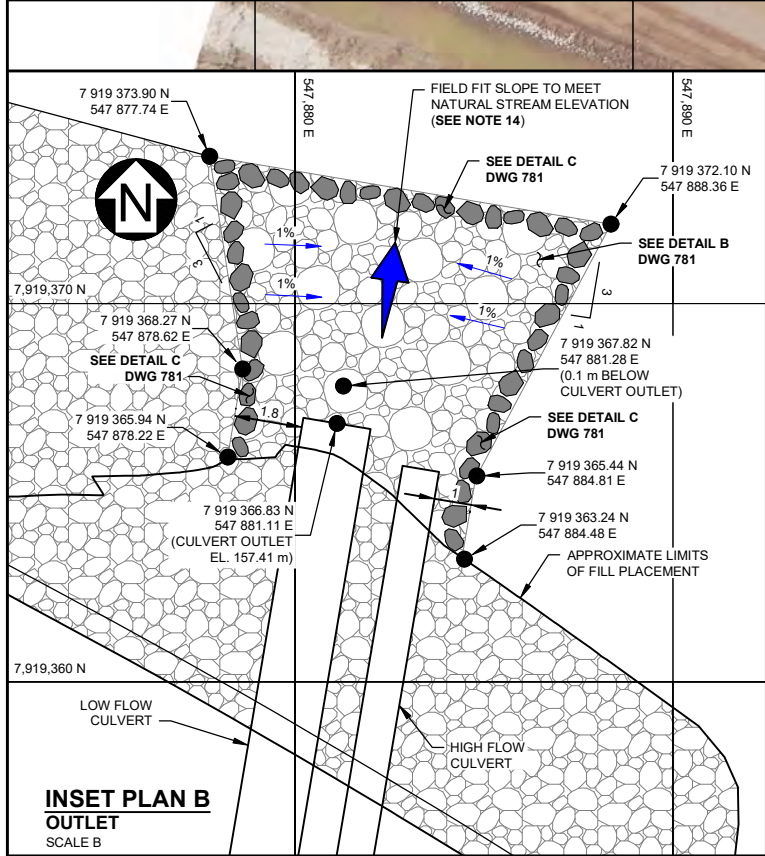 7 919 373.90 N
547 877.74 E
547,880 E
FIELD FIT SLOPE TO MEET
NATURAL STREAM ELEVATION
(SEE NOTE 14)
547,890 E
SEE DETAIL C
DWG 781
7 919 372.10 N
547 888.36 E
N
1%
1%
SEE DETAIL B
DWG 781
1
3
1%
1%
3
1
7,919,370 N
7 919 368.27 N
547 878.62 E
SEE DETAIL C
DWG 781
7 919 367.82 N
547 881.28 E
(0.1 m BELOW
CULVERT OUTLET)
1.8
SEE DETAIL C
DWG 781
7 919 365.94 N
547 878.22 E
7 919 365.44 N
547 884.81 E
1
7 919 366.83 N
547 881.11 E
(CULVERT OUTLET
EL. 157.41 m)
7 919 363.24 N
547 884.48 E
APPROXIMATE LIMITS
OF FILL PLACEMENT
7,919,360 N
LOW FLOW
CULVERT
HIGH FLOW
CULVERT
INSET PLAN B
OUTLET
SCALE B